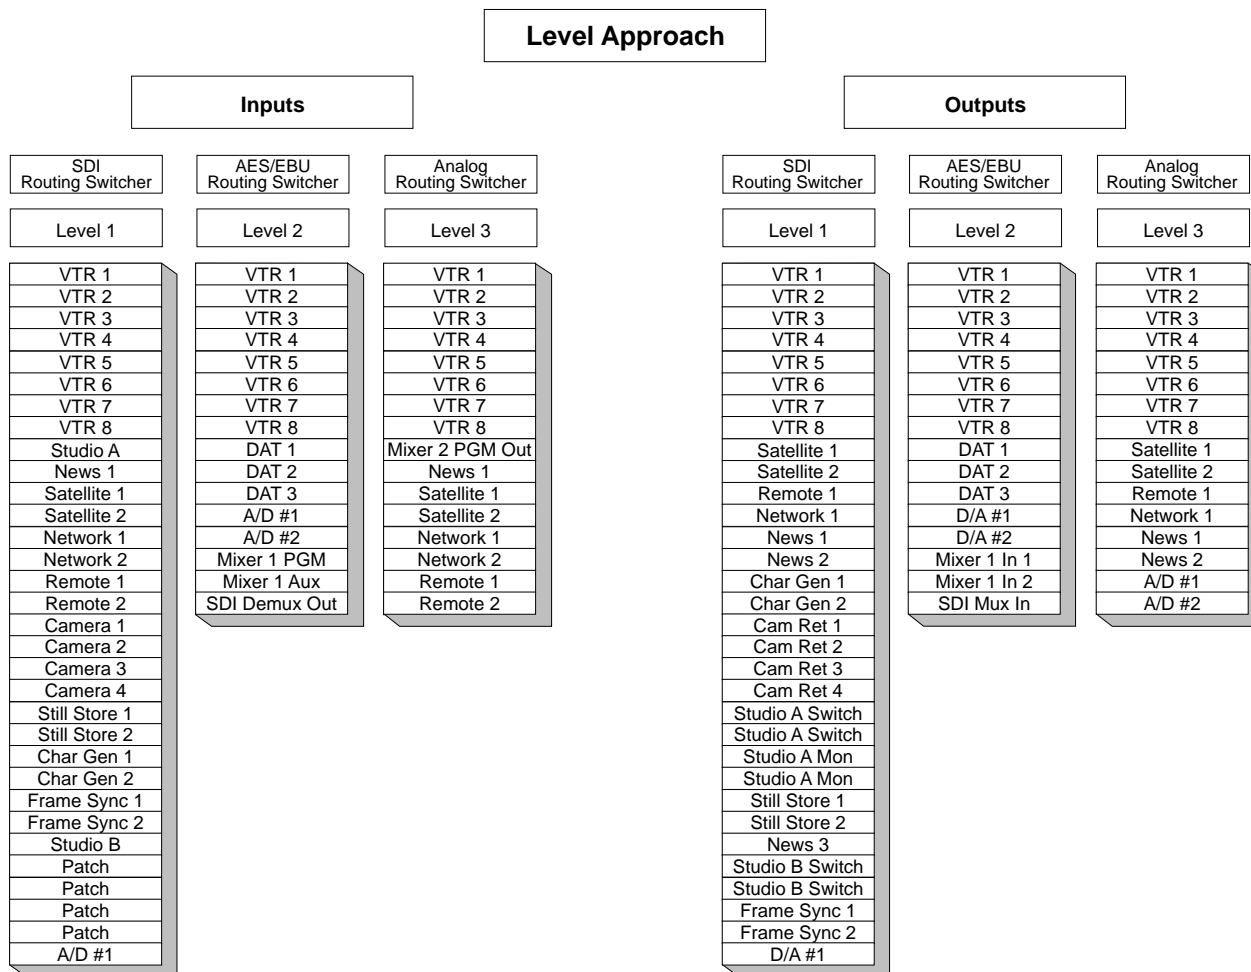 Level Approach
Inputs
SDI
Routing Switcher
Level 1
VTR 1
VTR 2
VTR 3
VTR 4
VTR 5
VTR 6
VTR 7
VTR 8
Studio A
News 1
Satellite 1
Satellite 2
Network 1
Network 2
Remote 1
Remote 2
Camera 1
Camera 2
Camera 3
Camera 4
Still Store 1
Still Store 2
Char Gen 1
Char Gen 2
Frame Sync 1
Frame Sync 2
Studio B
Patch
Patch
Patch
Patch
A/D #1
AES/EBU
Routing Switcher
Level 2
VTR 1
VTR 2
VTR 3
VTR 4
VTR 5
VTR 6
VTR 7
VTR 8
DAT 1
DAT 2
DAT 3
A/D #1
A/D #2
Mixer 1 PGM
Mixer 1 Aux
SDI Demux Out
Analog
Routing Switcher
Level 3
VTR 1
VTR 2
VTR 3
VTR 4
VTR 5
VTR 6
VTR 7
VTR 8
Mixer 2 PGM Out
News 1
Satellite 1
Satellite 2
Network 1
Network 2
Remote 1
Remote 2
Outputs
SDI
Routing Switcher
Level 1
VTR 1
VTR 2
VTR 3
VTR 4
VTR 5
VTR 6
VTR 7
VTR 8
Satellite 1
Satellite 2
Remote 1
Network 1
News 1
News 2
Char Gen 1
Char Gen 2
Cam Ret 1
Cam Ret 2
Cam Ret 3
Cam Ret 4
Studio A Switch
Studio A Switch
Studio A Mon
Studio A Mon
Still Store 1
Still Store 2
News 3
Studio B Switch
Studio B Switch
Frame Sync 1
Frame Sync 2
D/A #1
AES/EBU
Routing Switcher
Level 2
VTR 1
VTR 2
VTR 3
VTR 4
VTR 5
VTR 6
VTR 7
VTR 8
DAT 1
DAT 2
DAT 3
D/A #1
D/A #2
Mixer 1 In 1
Mixer 1 In 2
SDI Mux In
Analog
Routing Switcher
Level 3
VTR 1
VTR 2
VTR 3
VTR 4
VTR 5
VTR 6
VTR 7
VTR 8
Satellite 1
Satellite 2
Remote 1
Network 1
News 1
News 2
A/D #1
A/D #2